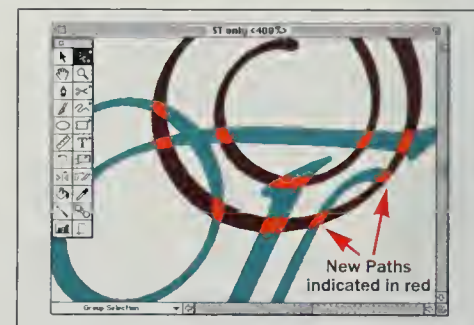 ST only <400%>
T
New Paths
indicated in red
Group Selection